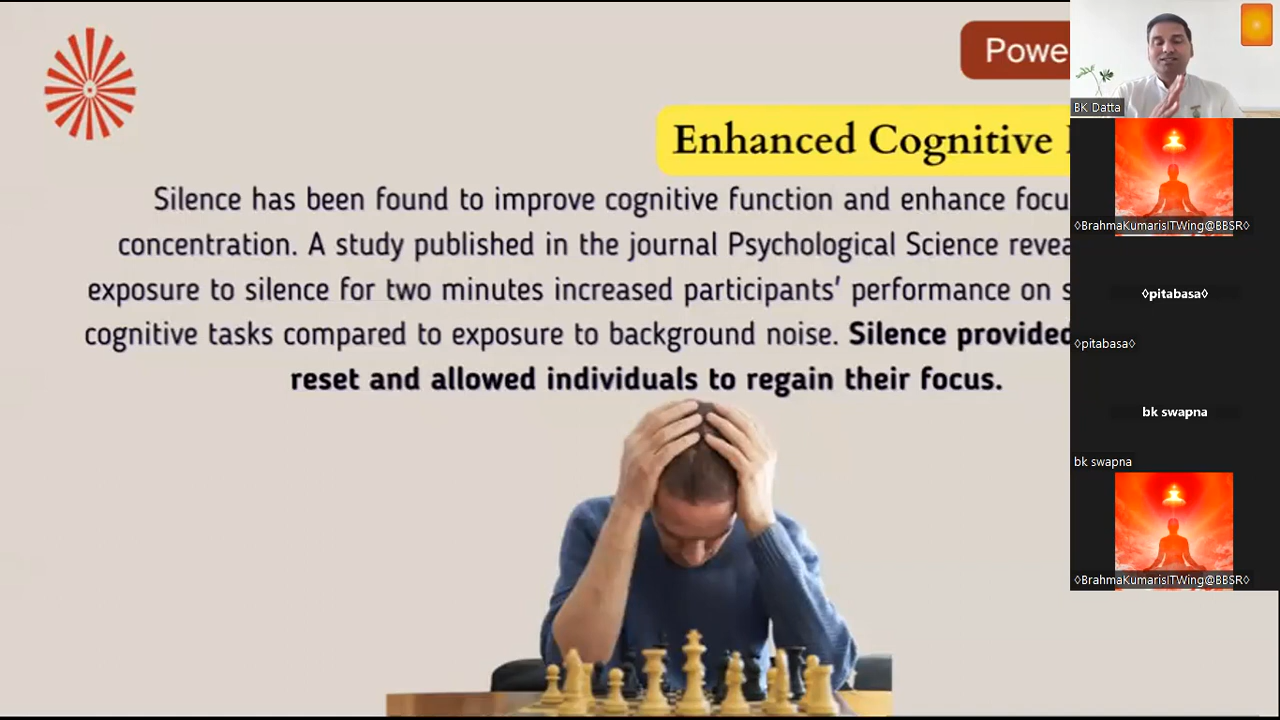 Powe
Enhanced Cognitive
Silence has been found to improve cognitive function and enhance focu
concentration. A study published in the journal Psychological Science revea
exposure to silence for two minutes increased participants' performance on s
cognitive tasks compared to exposure to background noise. Silence provided
reset and allowed individuals to regain their focus.
BK Datta
◊BrahmaKumarisITWing@BBSR◊
◊pitabasa◊
◊pitabasa◊
bk swapna
bk swapna
◊BrahmaKumarisITWing@BBSR◊